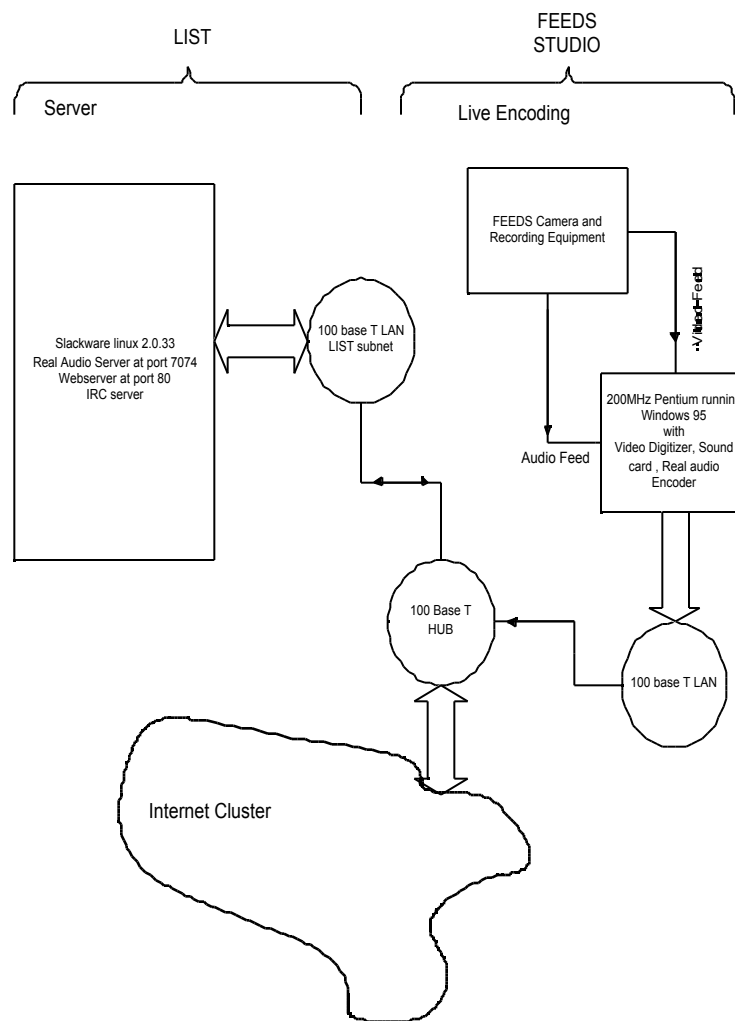 LIST
FEEDS
STUDIO
Server
Live Encoding
FEEDS Camera and
Recording Equipment
Slackware linux 2.0.33
Real Audio Server at port 7074
Webserver at port 80
IRC server
100 base T LAN
LIST subnet
200MHz Pentium runnin
Windows 95
with
Video Digitizer, Sound
card , Real audio
Encoder
Audio Feed
100 Base T
HUB
100 base T LAN
Internet Cluster